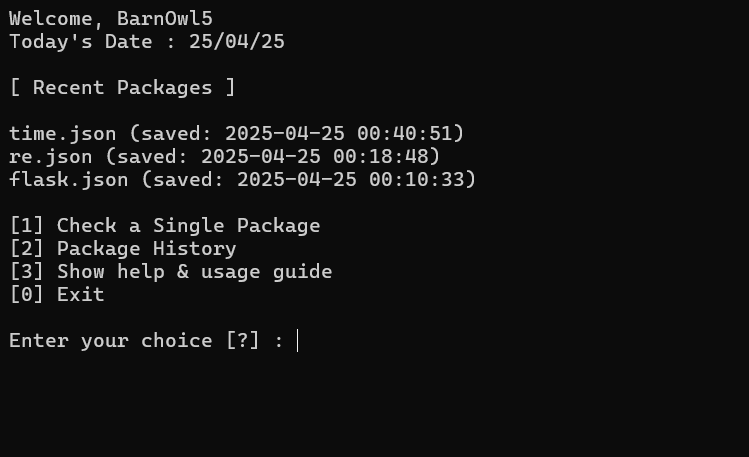 Welcome, BarnOwl5
Today's Date : 25/04/25
[ Recent Packages ]
time.json (saved: 2025-04-25 00:40:51)
re.json (saved: 2025-04-25 00:18:48)
flask.json (saved: 2025-04-25 00:10:33)
[1] Check a Single Package
[2] Package History
[3] Show help & usage guide
[0] Exit
Enter your choice [?] :